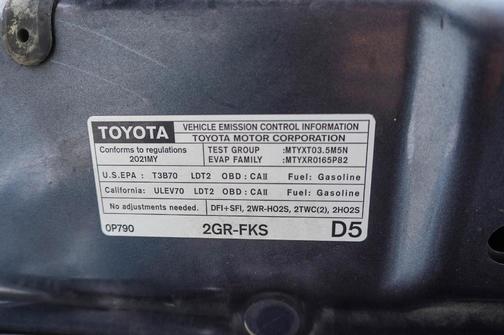 TOYOTA
VEHICLE EMISSION CONTROL INFORMATION
TOYOTA MOTOR CORPORATION
Conforms to regulations
2021MY
TEST GROUP :MTYXT03.5M5N
EVAP FAMILY :MTYXR0165P82
U.S.EPA : T3B70 LDT2 OBD : CAII Fuel: Gasoline
California: ULEV70 LDT2 OBD : CAII Fuel: Gasoline
No adjustments needed. DFI+SFI, 2WR-HO2S, 2TWC(2), 2HO2S
0P790 2GR-FKS D5